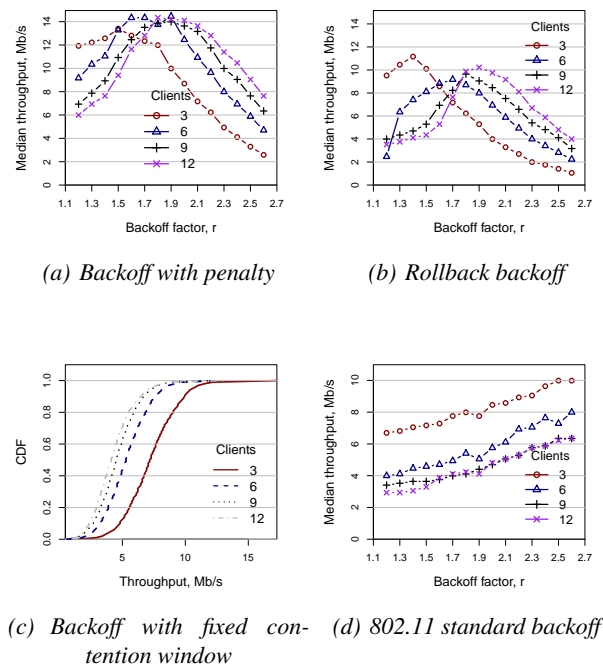 Median throughput, Mb/s
0 2 4 6 8 10 12 14
1.1 1.3 1.5 1.7 1.9 2.1 2.3 2.5 2.7
Backoff factor, r
Clients
3
6
9
12
(a) Backoff with penalty
Median throughput, Mb/s
0 2 4 6 8 10 12 14
1.1 1.3 1.5 1.7 1.9 2.1 2.3 2.5 2.7
Backoff factor, r
Clients
3
6
9
12
(b) Rollback backoff
CDF
0.0 0.2 0.4 0.6 0.8 1.0
5 10 15
Throughput, Mb/s
Clients
3
6
9
12
(c) Backoff with fixed con-
tention window
Median throughput, Mb/s
0 2 4 6 8 10
1.1 1.3 1.5 1.7 1.9 2.1 2.3 2.5 2.7
Backoff factor, r
Clients
3
6
9
12
(d) 802.11 standard backoff